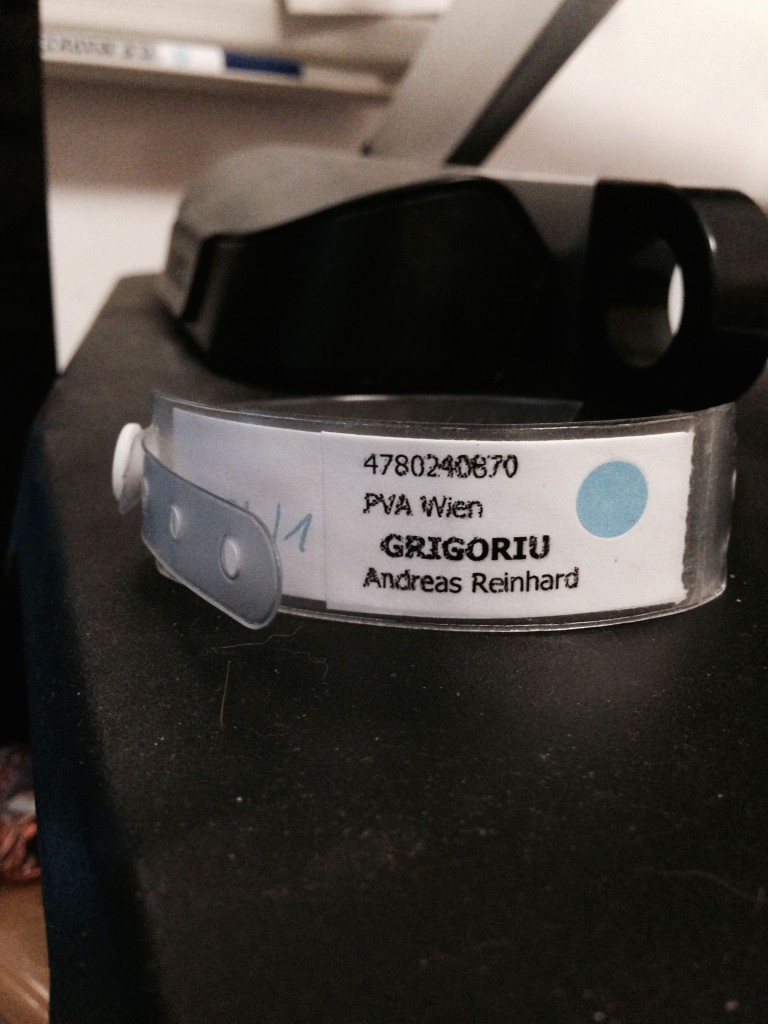 4780240870
PVA Wien
GRIGORIU
Andreas Reinhard